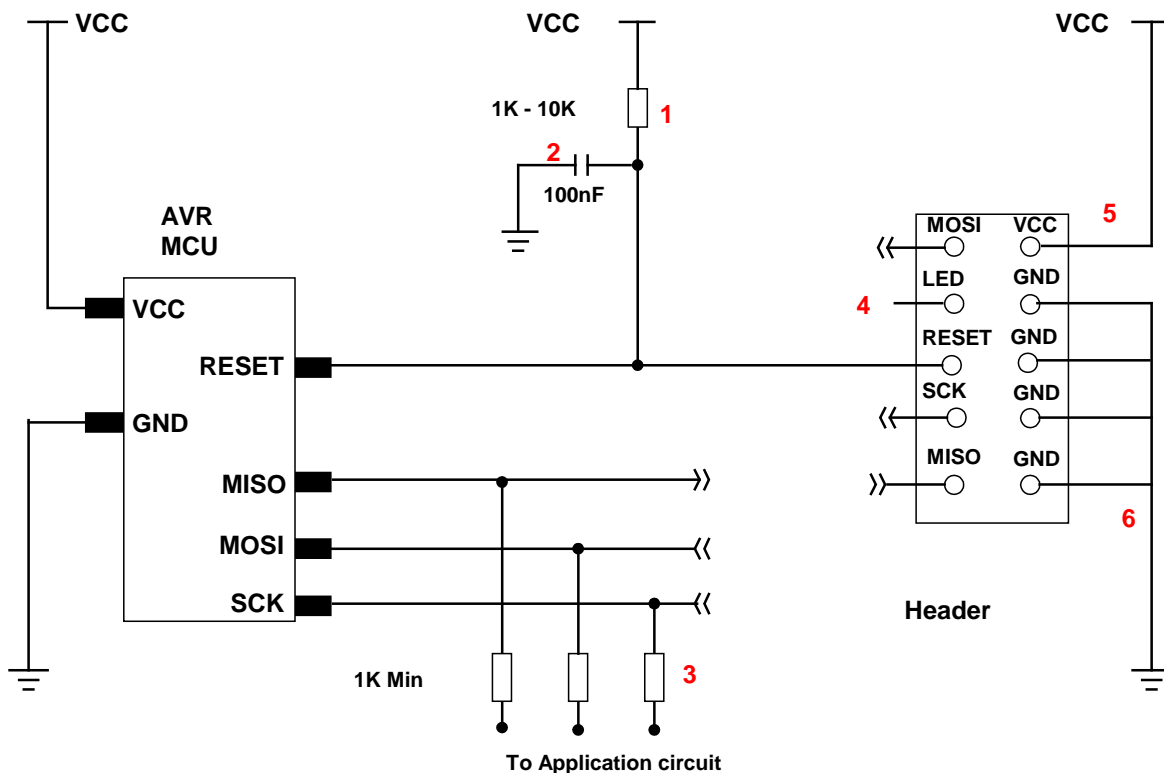 VCC
VCC
VCC
1K - 10K
1
2
100nF
AVR
MCU
5
MOSI
VCC
LED
GND
4
VCC
RESET
RESET
GND
SCK
GND
GND
MISO
GND
MISO
6
MOSI
SCK
Header
1K Min
3
To Application circuit